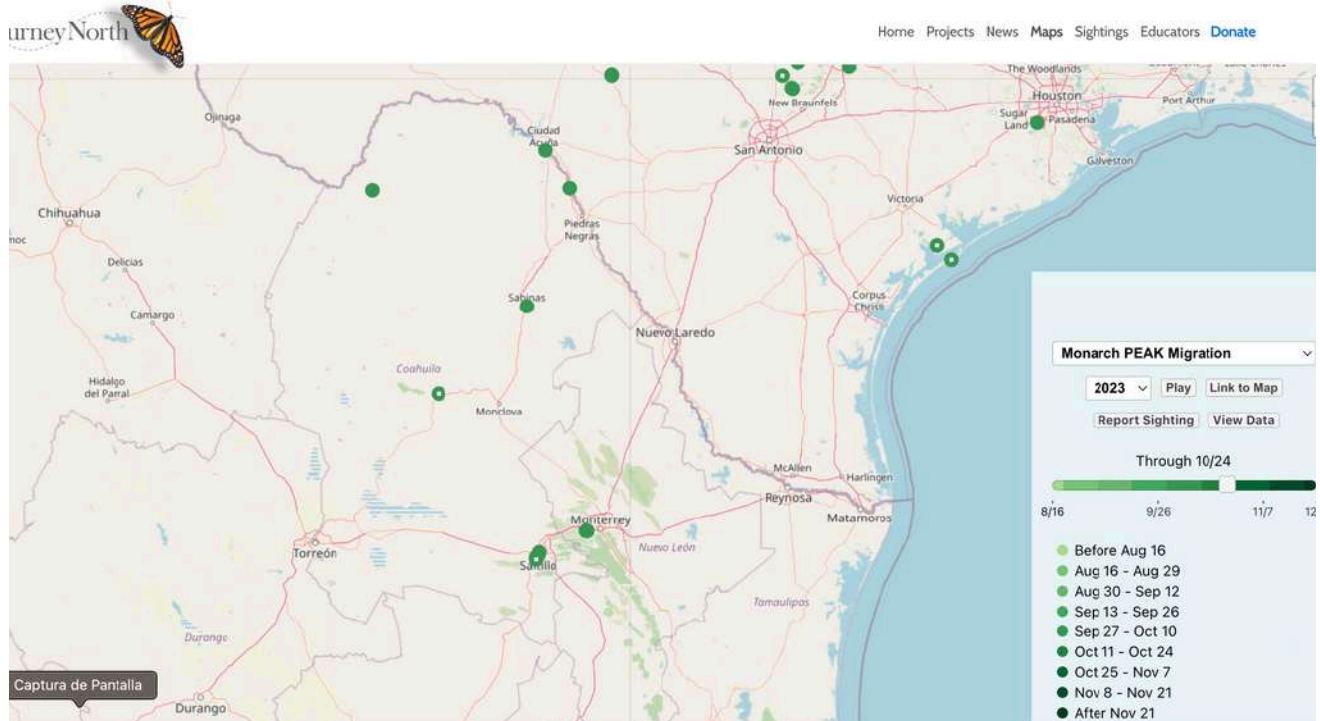 urney North
Home Projects News Maps Sightings Educators Donate
The Woodlands
Houston
Port Arthur
New Braunfels
Sugar Land
Pasadena
Ojinaga
Ciudad Acuña
San Antonio
Galveston
Chihuahua
Victoria
Piedras Negras
Delicias
Sabinas
Corpus Christi
Camargo
Nuevo Laredo
Coahuila
Monarch PEAK Migration
Hidalgo del Parral
2023 Play Link to Map
Monclova
Report Sighting View Data
Through 10/24
McAllen
Harlingen
Reynosa
8/16 9/26 11/7 12
Matamoros
Monterrey
Torreón
Nuevo León
Saltillo
Before Aug 16
Aug 16 - Aug 29
Aug 30 - Sep 12
Tamaulipas
Sep 13 - Sep 26
Durango
Sep 27 - Oct 10
Oct 11 - Oct 24
Oct 25 - Nov 7
Captura de Pantalla
Nov 8 - Nov 21
Durango
After Nov 21